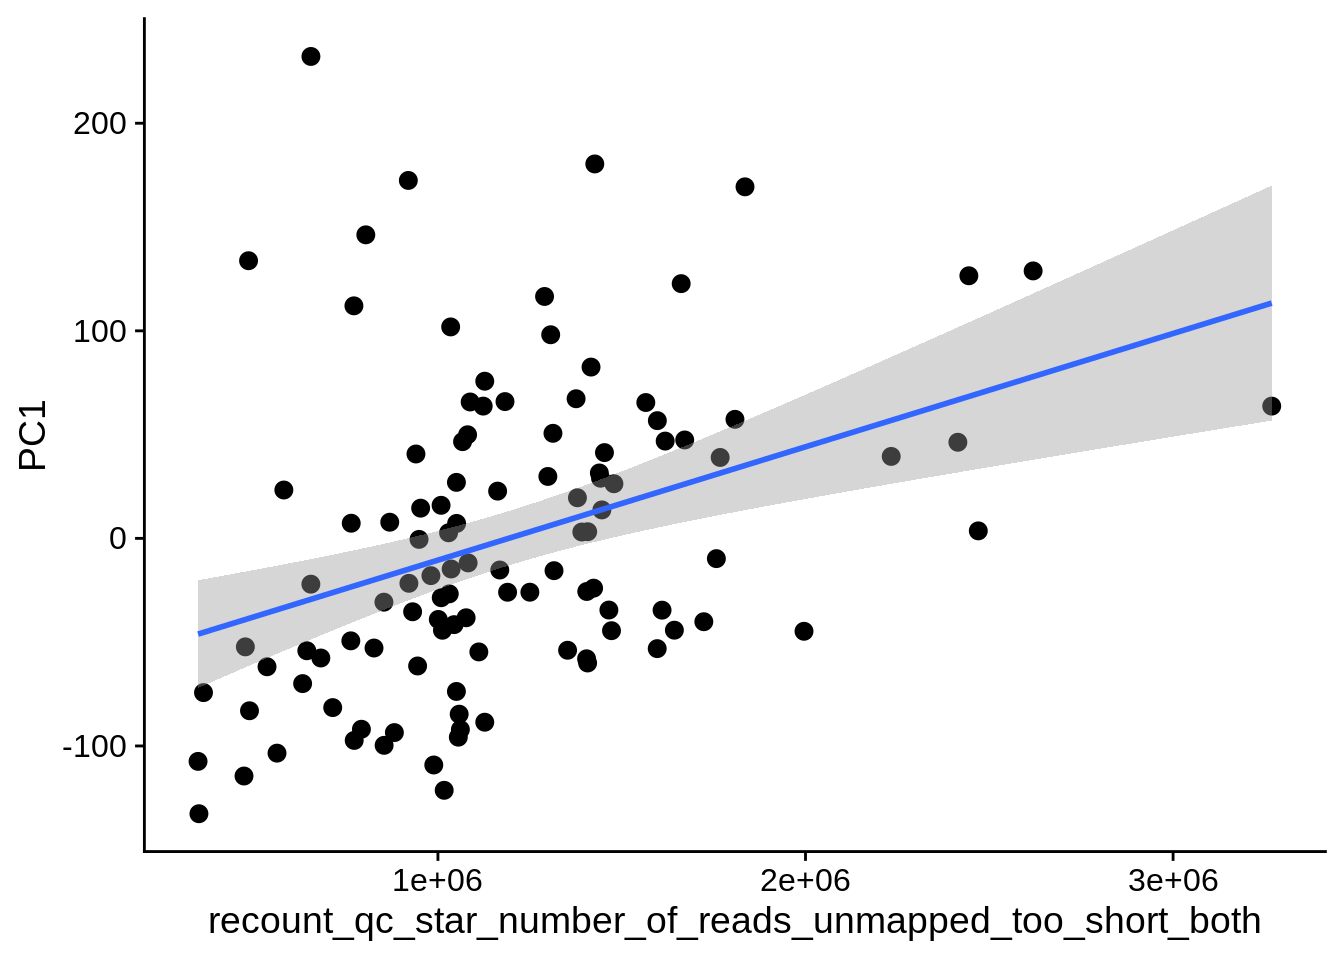 PC1
200
100
0
-100
1e+06
2e+06
3e+06
recount_qc_star_number_of_reads_unmapped_too_short_both